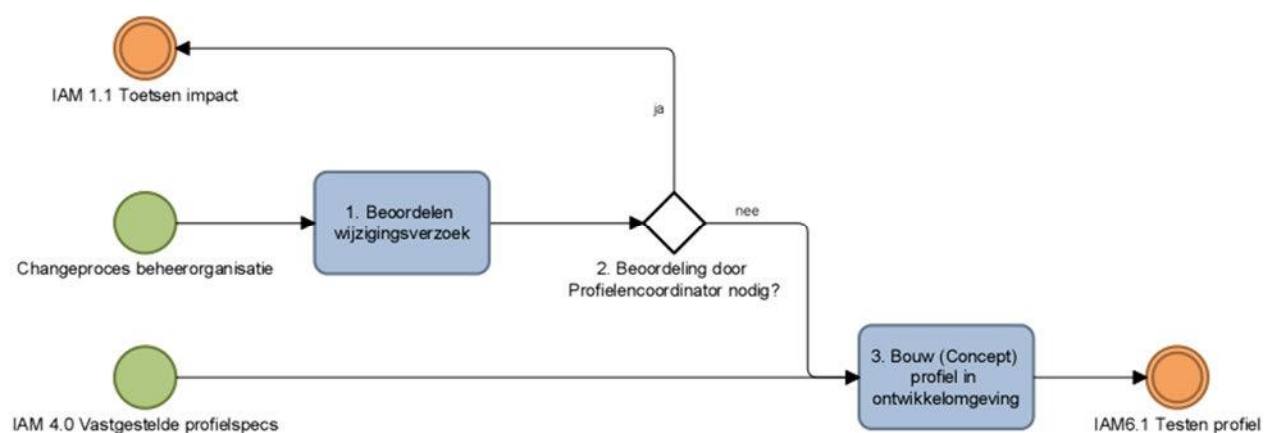 IAM 1.1 Toetsen impact
ja
1. Beoordelen
wijzigingsverzoek
nee
Changeproces beheerorganisatie
2. Beoordeling door
Profielencoordinator nodig?
3. Bouw (Concept)
profiel in
ontwikkelomgeving
IAM 4.0 Vastgestelde profielspecs
IAM6.1 Testen profiel